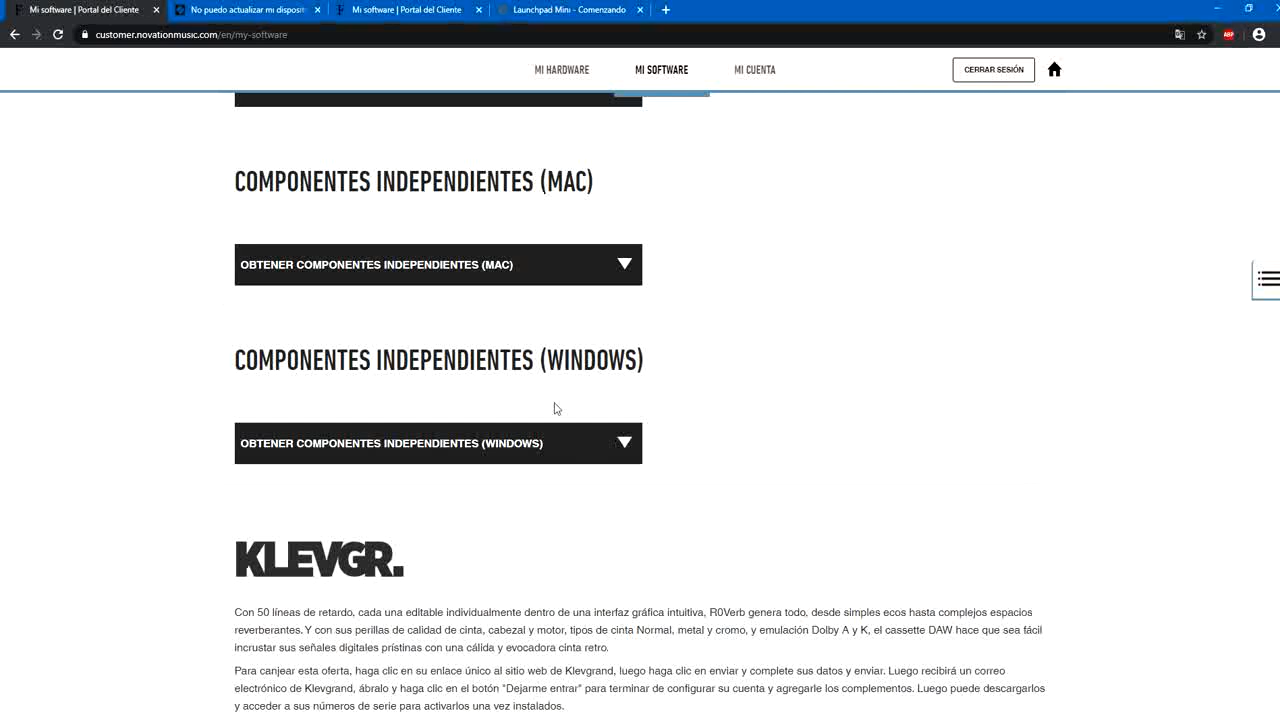 Mi software | Portal del Cliente
No puedo actualizar mi disposit
Mi software | Portal del Cliente
Launchpad Mini - Comenzando
customer.novationmusic.com/en/my-software
ABP
MI HARDWARE
MI SOFTWARE
MI CUENTA
CERRAR SESIÓN
COMPONENTES INDEPENDIENTES (MAC)
OBTENER COMPONENTES INDEPENDIENTES (MAC)
COMPONENTES INDEPENDIENTES (WINDOWS)
OBTENER COMPONENTES INDEPENDIENTES (WINDOWS)
KLEVGR.
Con 50 líneas de retardo, cada una editable individualmente dentro de una interfaz gráfica intuitiva, R0Verb genera todo, desde simples ecos hasta complejos espacios
reverberantes. Y con sus perillas de calidad de cinta, cabezal y motor, tipos de cinta Normal, metal y cromo, y emulación Dolby A y K, el cassette DAW hace que sea fácil
incrustar sus señales digitales prístinas con una cálida y evocadora cinta retro.
Para canjear esta oferta, haga clic en su enlace único al sitio web de Klevgrand, luego haga clic en enviar y complete sus datos y enviar. Luego recibirá un correo
electrónico de Klevgrand, ábralo y haga clic en el botón "Dejarme entrar" para terminar de configurar su cuenta y agregarle los complementos. Luego puede descargarlos
y acceder a sus números de serie para activarlos una vez instalados.